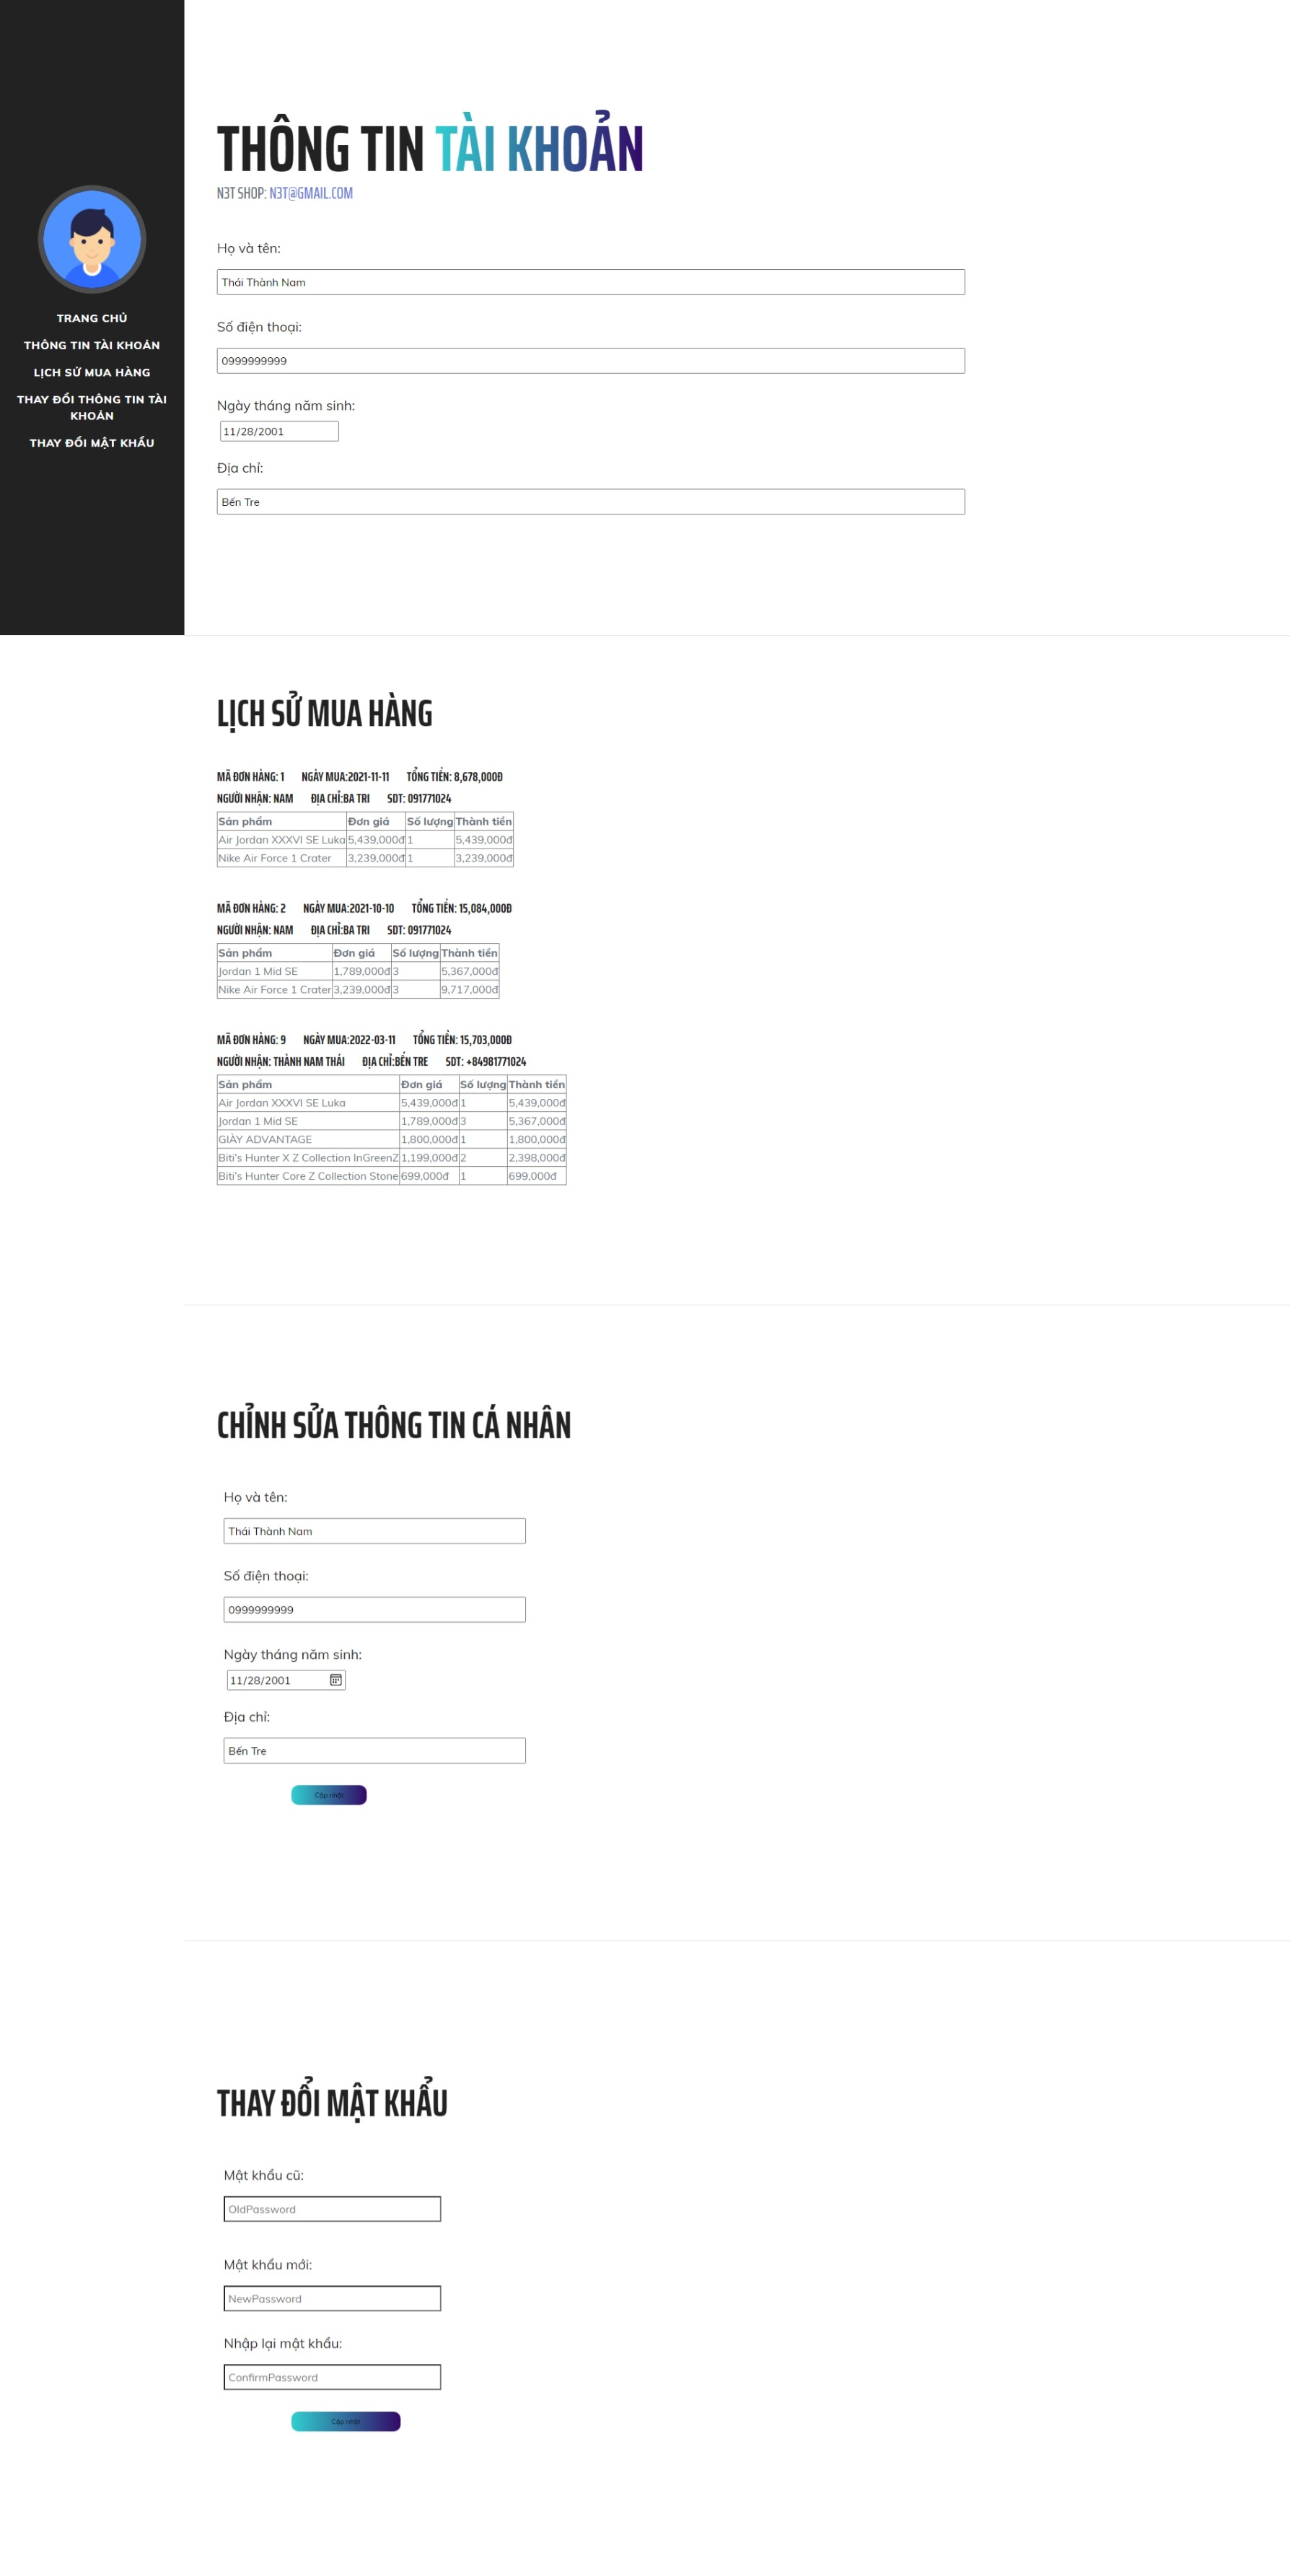 TRANG CHỦ
THÔNG TIN TÀI KHOẢN
LỊCH SỬ MUA HÀNG
THAY ĐỔI THÔNG TIN TÀI
KHOẢN
THAY ĐỔI MẬT KHẨU
THÔNG TIN TÀI KHOẢN
N3T SHOP: N3T@GMAIL.COM
Họ và tên:
Thái Thành Nam
Số điện thoại:
0999999999
Ngày tháng năm sinh:
11/28/2001
Địa chỉ:
Bến Tre
LỊCH SỬ MUA HÀNG
MÃ ĐƠN HÀNG: 1 NGÀY MUA:2021-11-11 TỔNG TIỀN: 8,678,000Đ
NGƯỜI NHẬN: NAM ĐỊA CHỈ:BA TRI SDT: 091771024
Sản phẩm Đơn giá Số lượng Thành tiền
Air Jordan XXXVI SE Luka 5,439,000đ 1 5,439,000đ
Nike Air Force 1 Crater 3,239,000đ 1 3,239,000đ
MÃ ĐƠN HÀNG: 2 NGÀY MUA:2021-10-10 TỔNG TIỀN: 15,084,000Đ
NGƯỜI NHẬN: NAM ĐỊA CHỈ:BA TRI SDT: 091771024
Sản phẩm Đơn giá Số lượng Thành tiền
Jordan 1 Mid SE 1,789,000đ 3 5,367,000đ
Nike Air Force 1 Crater 3,239,000đ 3 9,717,000đ
MÃ ĐƠN HÀNG: 9 NGÀY MUA:2022-03-11 TỔNG TIỀN: 15,703,000Đ
NGƯỜI NHẬN: THÀNH NAM THÁI ĐỊA CHỈ:BẾN TRE SDT: +84981771024
Sản phẩm Đơn giá Số lượng Thành tiền
Air Jordan XXXVI SE Luka 5,439,000đ 1 5,439,000đ
Jordan 1 Mid SE 1,789,000đ 3 5,367,000đ
GIÀY ADVANTAGE 1,800,000đ 1 1,800,000đ
Biti's Hunter X Z Collection InGreenZ 1,199,000đ 2 2,398,000đ
Biti's Hunter Core Z Collection Stone 699,000đ 1 699,000đ
CHỈNH SỬA THÔNG TIN CÁ NHÂN
Họ và tên:
Thái Thành Nam
Số điện thoại:
0999999999
Ngày tháng năm sinh:
11/28/2001
Địa chỉ:
Bến Tre
Cập nhật
THAY ĐỔI MẬT KHẨU
Mật khẩu cũ:
OldPassword
Mật khẩu mới:
NewPassword
Nhập lại mật khẩu:
ConfirmPassword
Cập nhật